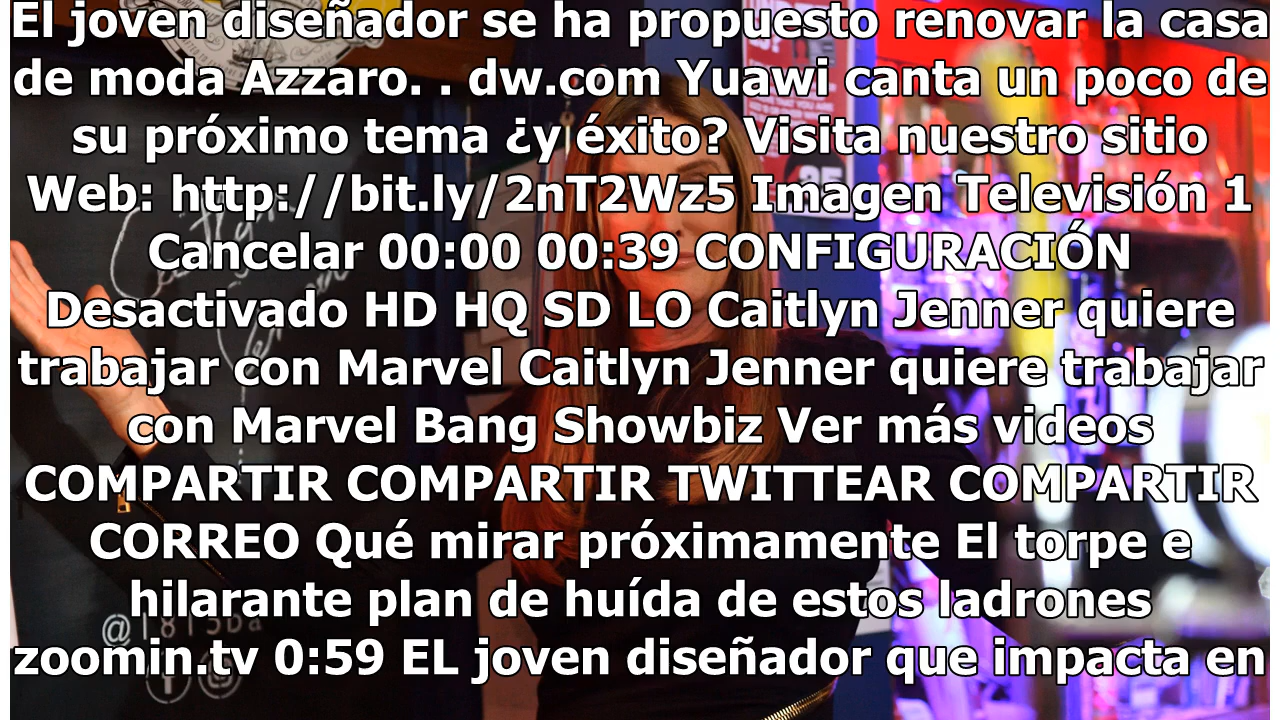 El joven diseñador se ha propuesto renovar la casa
de moda Azzaro. . dw.com Yuawi canta un poco de
su próximo tema ¿y éxito? Visita nuestro sitio
Web: http://bit.ly/2nT2Wz5 Imagen Televisión 1
Cancelar 00:00 00:39 CONFIGURACIÓN
Desactivado HD HQ SD LO Caitlyn Jenner quiere
trabajar con Marvel Caitlyn Jenner quiere trabajar
con Marvel Bang Showbiz Ver más videos
COMPARTIR COMPARTIR TWITTEAR COMPARTIR
CORREO Qué mirar próximamente El torpe e
hilarante plan de huída de estos ladrones
zoomin.tv 0:59 EL joven diseñador que impacta en